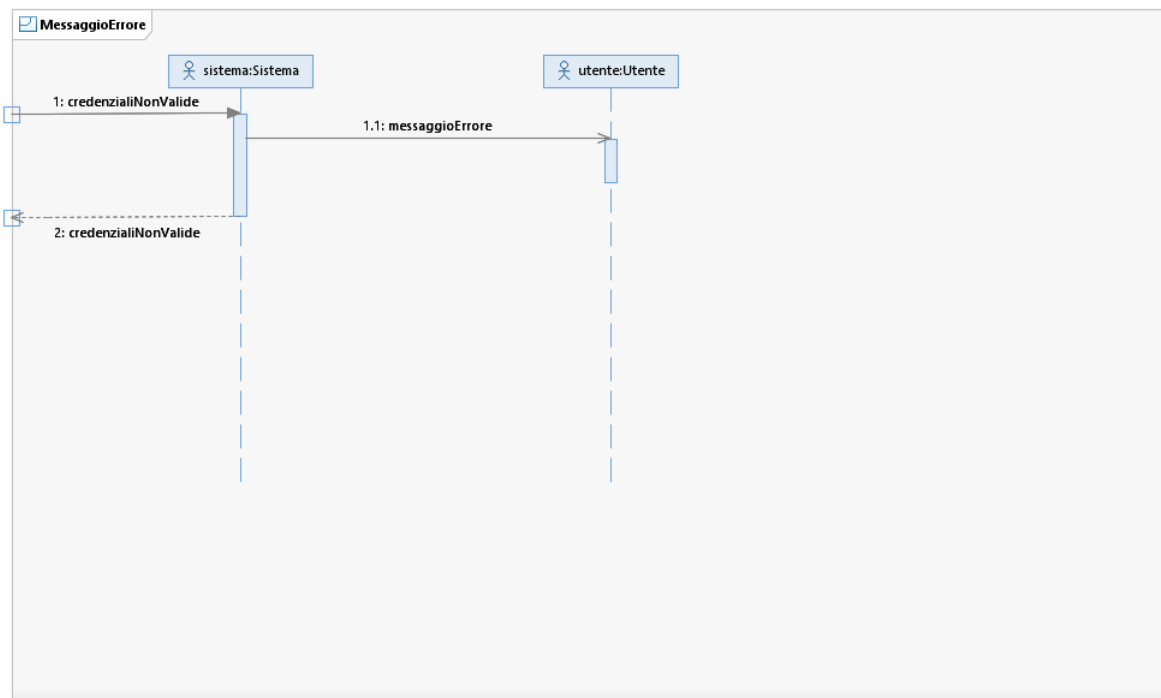 MessaggioErrore
sistema:Sistema
utente:Utente
1: credenzialiNonValide
1.1: messaggioErrore
2: credenzialiNonValide